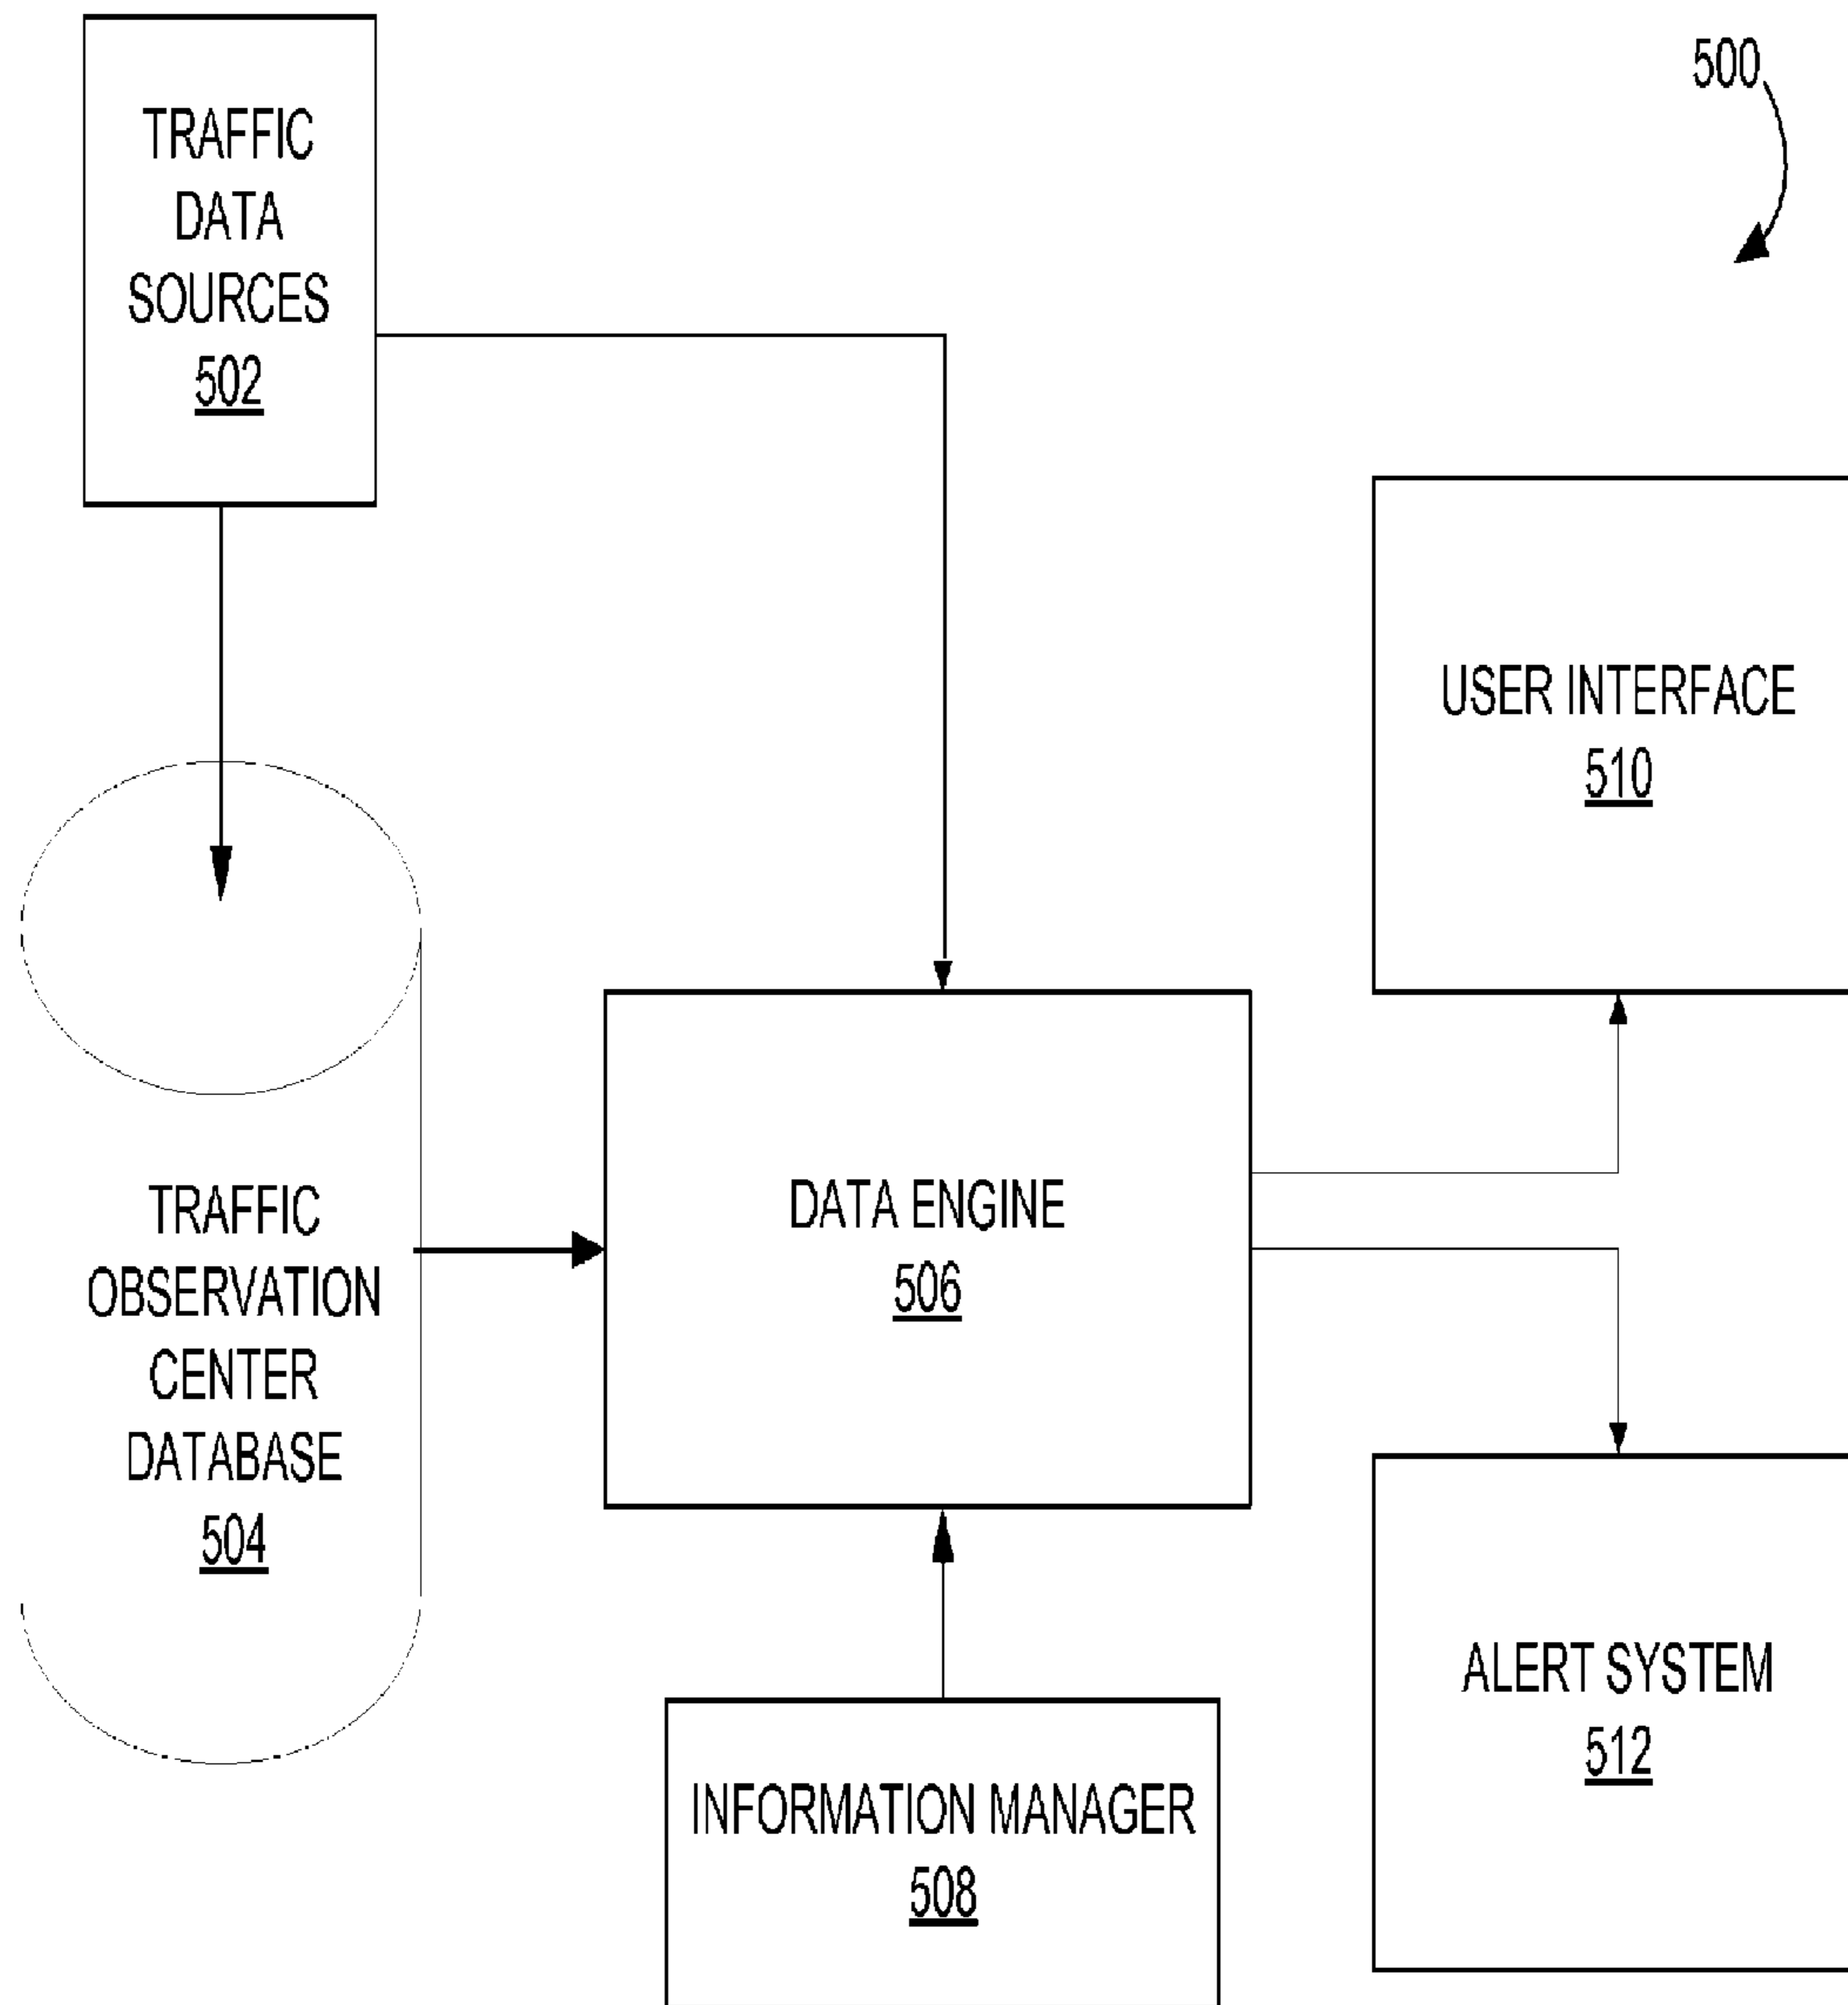 500
TRAFFIC
DATA
SOURCES
502
USER INTERFACE
510
TRAFFIC
OBSERVATION
CENTER
DATABASE
504
DATA ENGINE
506
ALERT SYSTEM
512
INFORMATION MANAGER
508